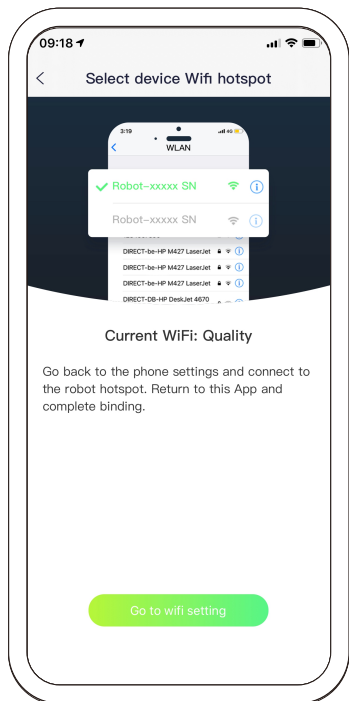 09:18
Select device Wifi hotspot
3:19
4G
WLAN
Robot-xxxxx SN
Robot-xxxxx SN
DIRECT-be-HP M427 LaserJet
DIRECT-be-HP M427 LaserJet
DIRECT-be-HP M427 LaserJet
DIRECT-DB-HP DeskJet 4670
Current WiFi: Quality
Go back to the phone settings and connect to
the robot hotspot. Return to this App and
complete binding.
Go to wifi setting